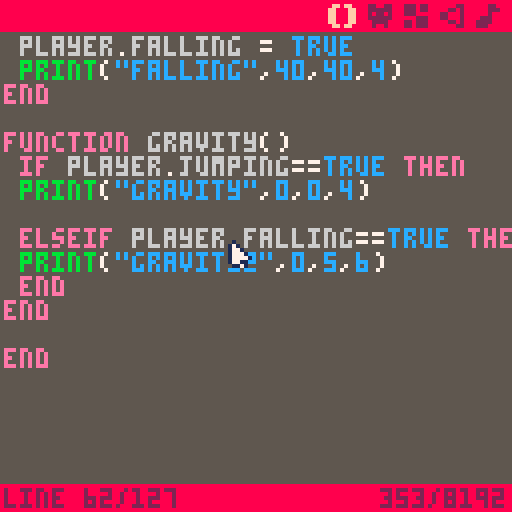 PLAYER.FALLING = TRUE
PRINT("FALLING",40,40,4)
END
FUNCTION GRAVITY()
IF PLAYER.JUMPING==TRUE THEN
PRINT("GRAVITY",0,0,4)
ELSEIF PLAYER.FALLING==TRUE THE
PRINT(" ",0,5,6)
END
END
END
LINE 62/127
353/8192